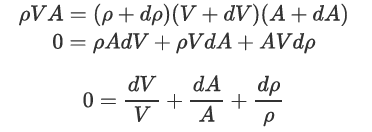 ρVA = (ρ + dρ)(V + dV)(A + dA)
0 = ρAdV + ρVdA + AVdρ
0 = dV/V + dA/A + dρ/ρ